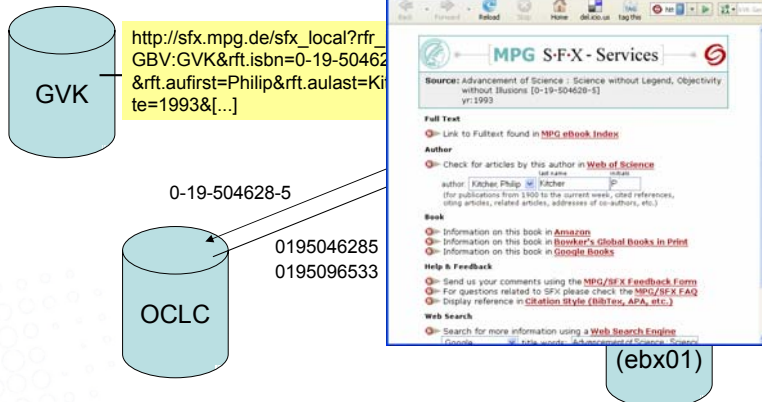 GVK
http://sfx.mpg.de/sfx_local?rfr_
GBV:GVK&rft.isbn=0-19-50462
&rft.aufirst=Philip&rft.aulast=Kit
te=1993&[...]
0-19-504628-5
0195046285
0195096533
OCLC
Back Forward Reload Stop Home del.icio.us tag this
MPG S·F·X - Services
Source: Advancement of Science : Science without Legend, Objectivity
without Illusions [0-19-504628-5]
yr:1993
Full Text
Link to Fulltext found in MPG eBook Index
Author
Check for articles by this author in Web of Science
last name initials
author: Kitcher, Philip Kitcher P
(for publications from 1900 to the current week, cited references,
citing articles, related articles, addresses of co-authors, etc.)
Book
Information on this book in Amazon
Information on this book in Bowker's Global Books in Print
Information on this book in Google Books
Help & Feedback
Send us your comments using the MPG/SFX Feedback Form
For questions related to SFX please check the MPG/SFX FAQ
Display reference in Citation Style (BibTex, APA, etc.)
Web Search
Search for more information using a Web Search Engine
Google title words: Advancement of Science : Scienc
(ebx01)